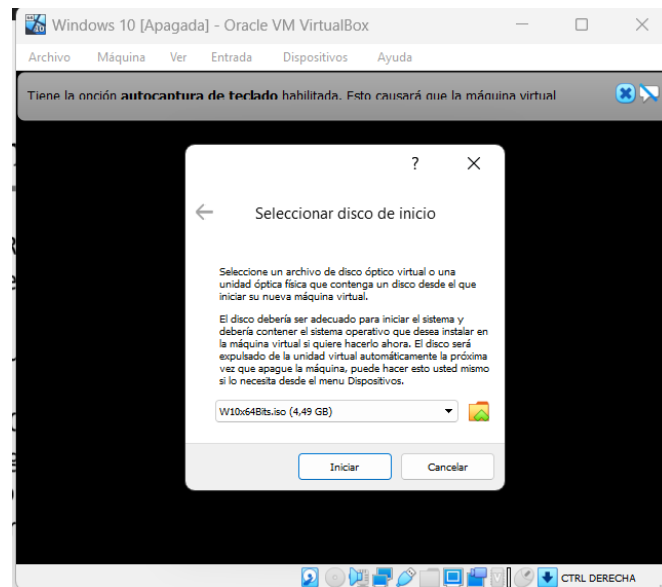 Windows 10 [Apagada] - Oracle VM VirtualBox
Archivo Máquina Ver Entrada Dispositivos Ayuda
Tiene la opción autocaptura de teclado habilitada. Esto causará que la máquina virtual
?
Seleccionar disco de inicio
Seleccione un archivo de disco óptico virtual o una
unidad óptica física que contenga un disco desde el que
iniciar su nueva máquina virtual.
El disco debería ser adecuado para iniciar el sistema y
debería contener el sistema operativo que desea instalar en
la máquina virtual si quiere hacerlo ahora. El disco será
expulsado de la unidad virtual automáticamente la próxima
vez que apague la máquina, puede hacer esto usted mismo
si lo necesita desde el menu Dispositivos.
W10x64Bits.iso (4,49 GB)
Iniciar Cancelar
CTRL DERECHA